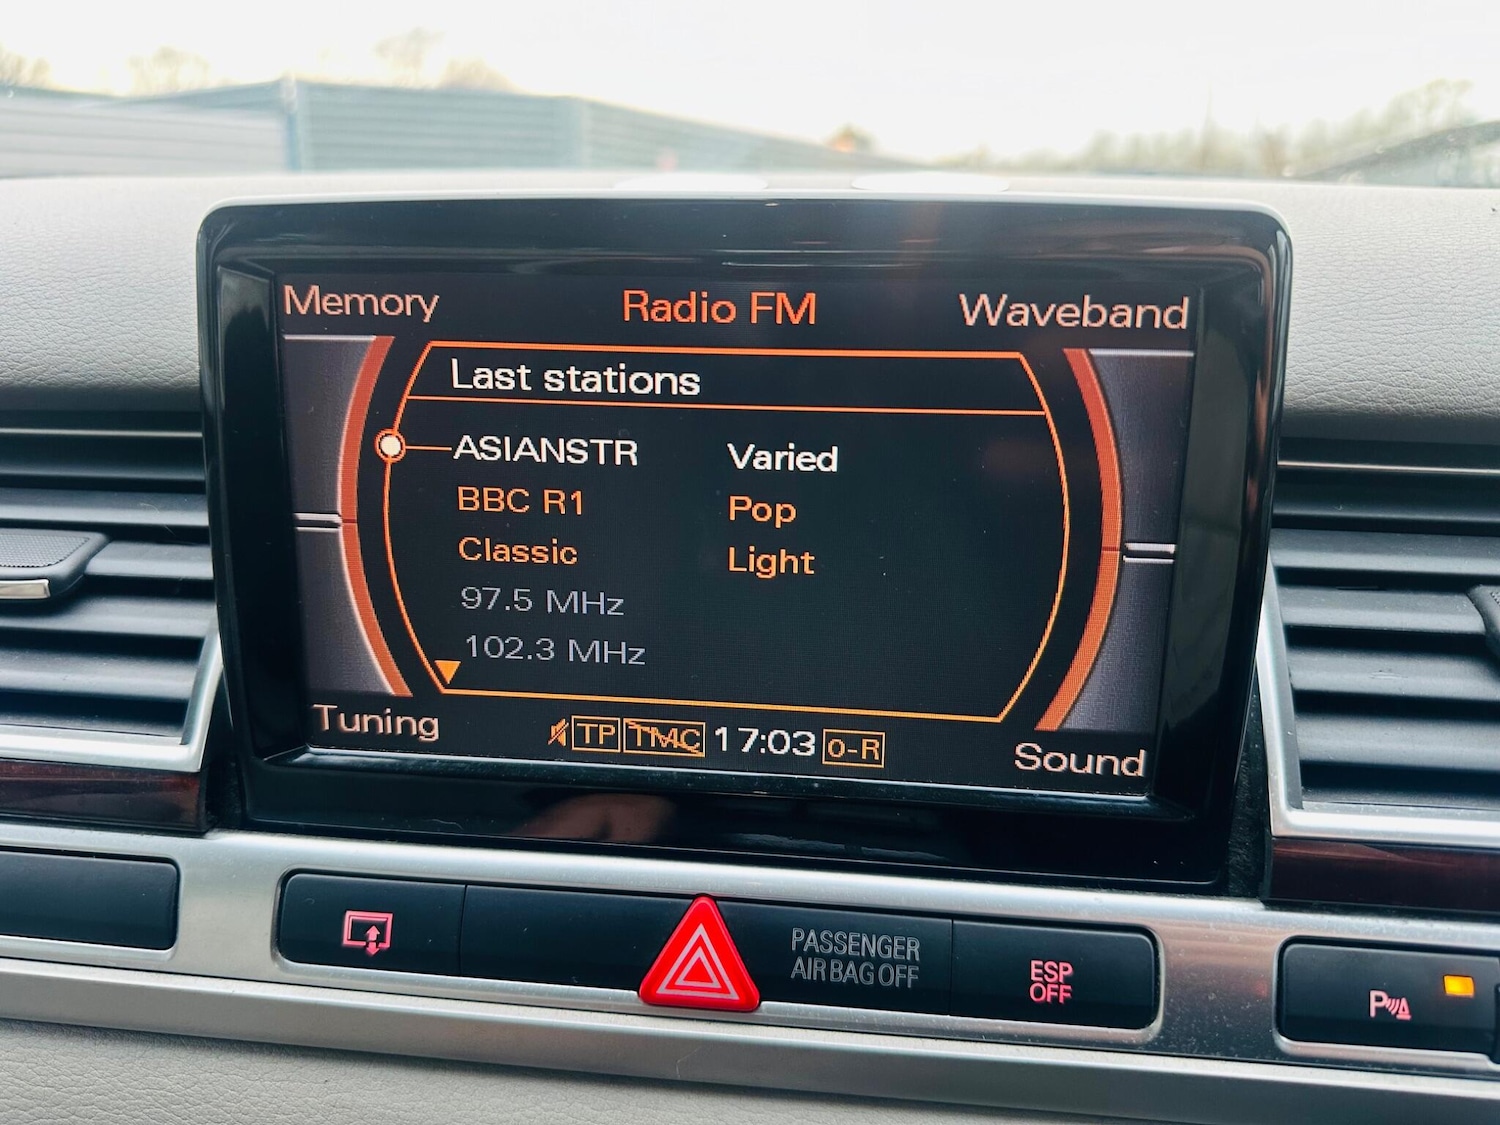 Memory Radio FM Waveband
Last stations
ASIANSTR Varied
BBC R1 Pop
Classic Light
97.5 MHz
102.3 MHz
Tuning TP TMC 17:03 o-R Sound
PASSENGER
AIR BAG OFF
ESP
OFF
P